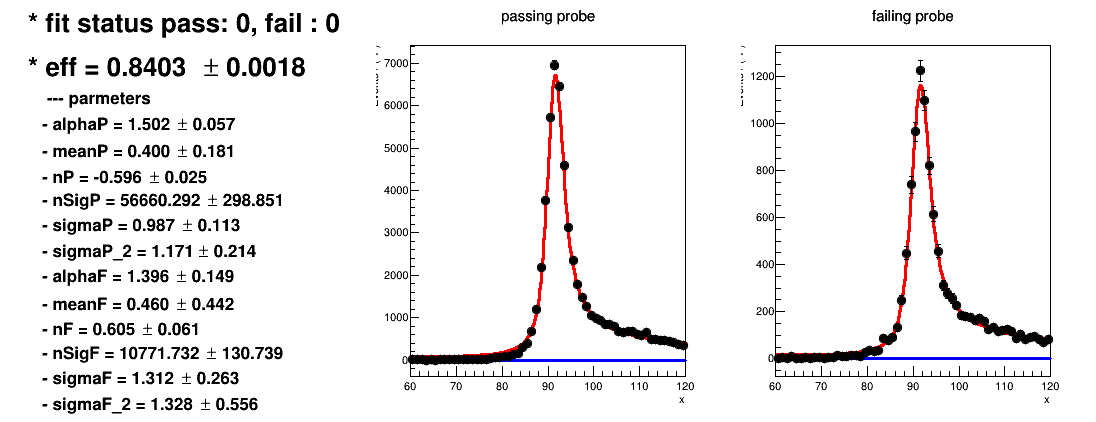 * fit status pass: 0, fail : 0
* eff = 0.8403 ± 0.0018
--- parmeters
- alphaP = 1.502 ± 0.057
- meanP = 0.400 ± 0.181
- nP = -0.596 ± 0.025
- nSigP = 56660.292 ± 298.851
- sigmaP = 0.987 ± 0.113
- sigmaP_2 = 1.171 ± 0.214
- alphaF = 1.396 ± 0.149
- meanF = 0.460 ± 0.442
- nF = 0.605 ± 0.061
- nSigF = 10771.732 ± 130.739
- sigmaF = 1.312 ± 0.263
- sigmaF_2 = 1.328 ± 0.556
passing probe
7000
6000
5000
4000
3000
2000
1000
0
60 70 80 90 100 110 120
x
failing probe
1200
1000
800
600
400
200
0
60 70 80 90 100 110 120
x